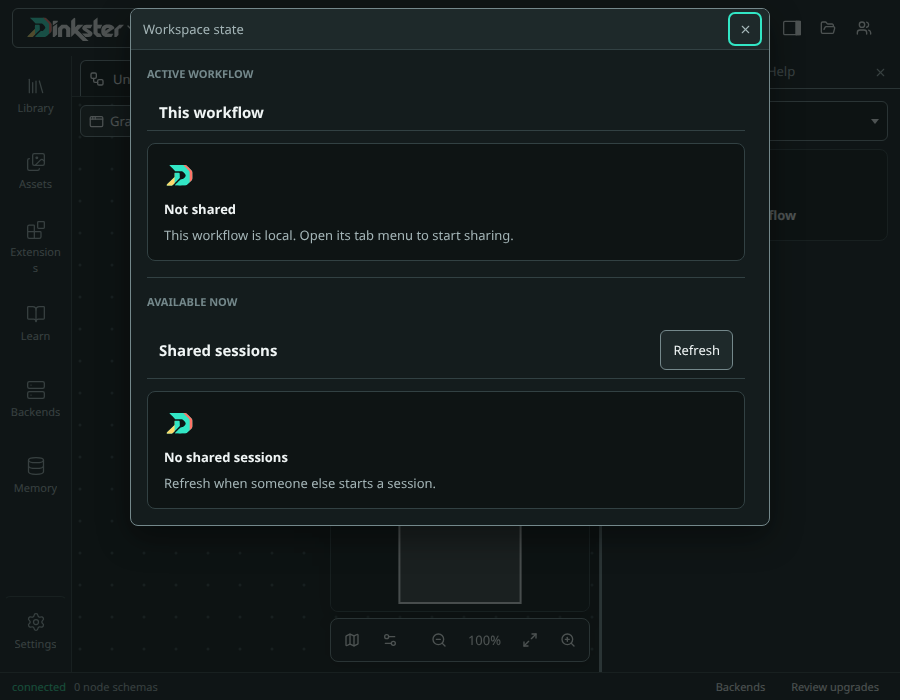 Dinkster
Workspace state
Library
Assets
Extension
s
Learn
Backends
Memory
Settings
Un
Gra
Help
flow
ACTIVE WORKFLOW
This workflow
Not shared
This workflow is local. Open its tab menu to start sharing.
AVAILABLE NOW
Shared sessions
Refresh
No shared sessions
Refresh when someone else starts a session.
100%
connected 0 node schemas
Backends Review upgrades